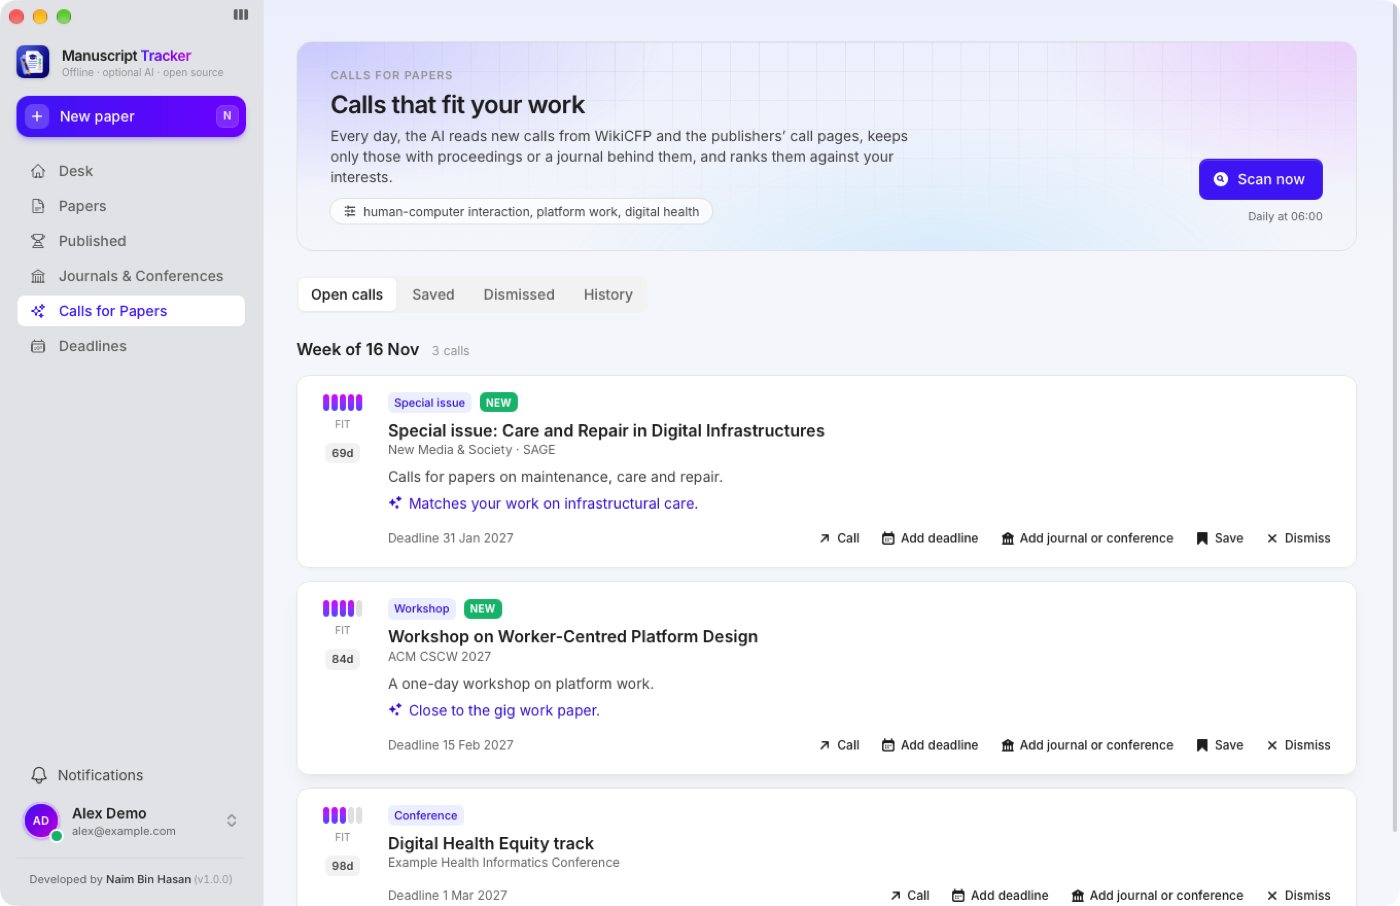 Manuscript Tracker
Offline · optional AI · open source
New paper N
Desk
Papers
Published
Journals & Conferences
Calls for Papers
Deadlines
Notifications
AD
Alex Demo
alex@example.com
Developed by Naim Bin Hasan (v1.0.0)
CALLS FOR PAPERS
Calls that fit your work
Every day, the AI reads new calls from WikiCFP and the publishers’ call pages, keeps
only those with proceedings or a journal behind them, and ranks them against your
interests.
human-computer interaction, platform work, digital health
Scan now
Daily at 06:00
Open calls Saved Dismissed History
Week of 16 Nov 3 calls
FIT
69d
Special issue NEW
Special issue: Care and Repair in Digital Infrastructures
New Media & Society · SAGE
Calls for papers on maintenance, care and repair.
Matches your work on infrastructural care.
Deadline 31 Jan 2027 Call Add deadline Add journal or conference Save Dismiss
FIT
84d
Workshop NEW
Workshop on Worker-Centred Platform Design
ACM CSCW 2027
A one-day workshop on platform work.
Close to the gig work paper.
Deadline 15 Feb 2027 Call Add deadline Add journal or conference Save Dismiss
FIT
98d
Conference
Digital Health Equity track
Example Health Informatics Conference
Deadline 1 Mar 2027 Call Add deadline Add journal or conference Dismiss